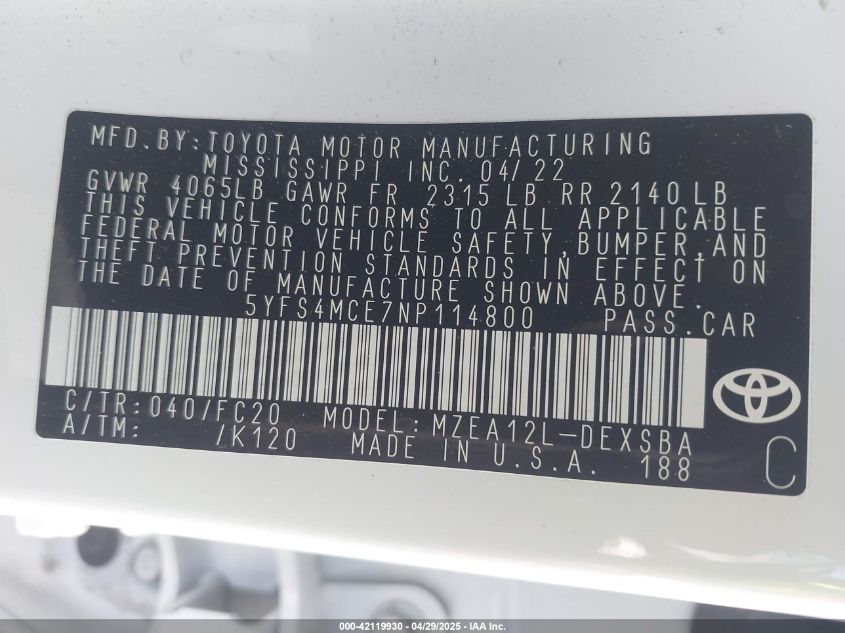 MFD.BY:TOYOTA MOTOR MANUFACTURING
MISSISSIPPI INC. 04/22
GVWR 4065LB GAWR FR 2315 LB RR 2140 LB
THIS VEHICLE CONFORMS TO ALL APPLICABLE
FEDERAL MOTOR VEHICLE SAFETY,BUMPER,AND
THEFT PREVENTION STANDARDS IN EFFECT ON
THE DATE OF MANUFACTURE SHOWN ABOVE.
5YFS4MCE7NP114800 PASS.CAR
C/TR:040/FC20 MODEL:MZEA12L-DEXSBA
A/TM: /K120 MADE IN U.S.A. 188
C
000-42119930 - 04/29/2025 - IAA Inc.